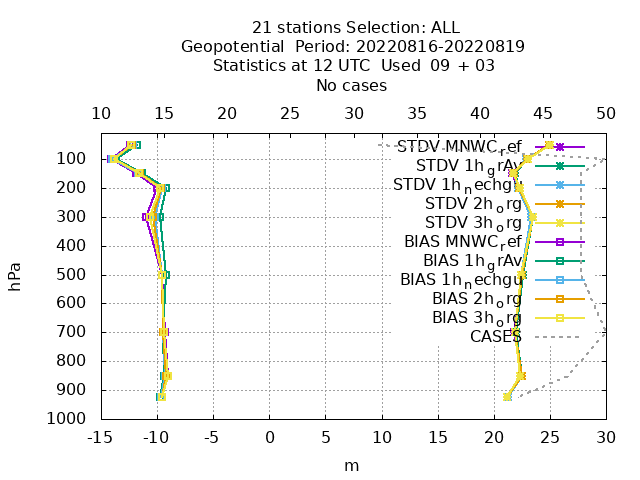 21 stations Selection: ALL
Geopotential  Period: 20220816-20220819
Statistics at 12 UTC  Used  09 + 03
No cases
10 15 20 25 30 35 40 45 50
STDV MNWC_ref
STDV 1h_grAv
STDV 1h_nechgu
STDV 2h_org
STDV 3h_org
BIAS MNWC_ref
BIAS 1h_grAv
BIAS 1h_nechgu
BIAS 2h_org
BIAS 3h_org
CASES
hPa
100
200
300
400
500
600
700
800
900
1000
-15 -10 -5 0 5 10 15 20 25 30
m